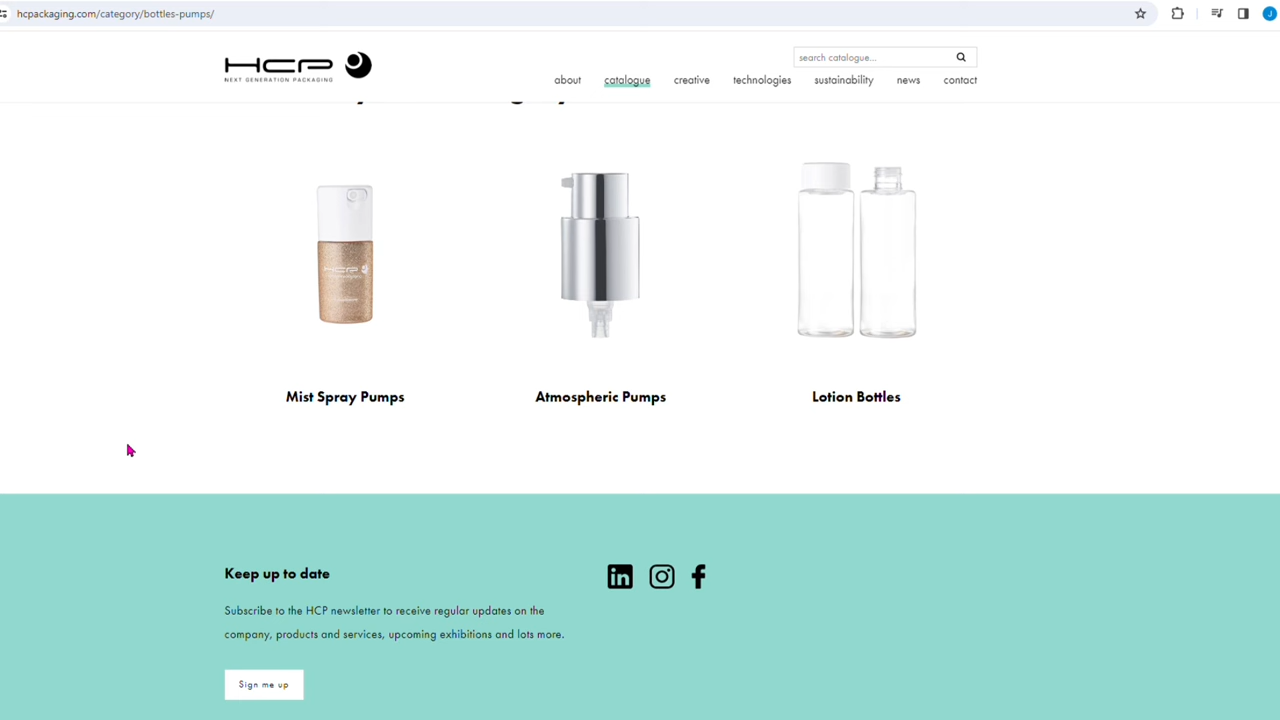 hcpackaging.com/category/bottles-pumps/
J
HCP
NEXT GENERATION PACKAGING
search catalogue...
about catalogue creative technologies sustainability news contact
HCP
Mist Spray Pumps
Atmospheric Pumps
Lotion Bottles
Keep up to date
Subscribe to the HCP newsletter to receive regular updates on the
company, products and services, upcoming exhibitions and lots more.
Sign me up